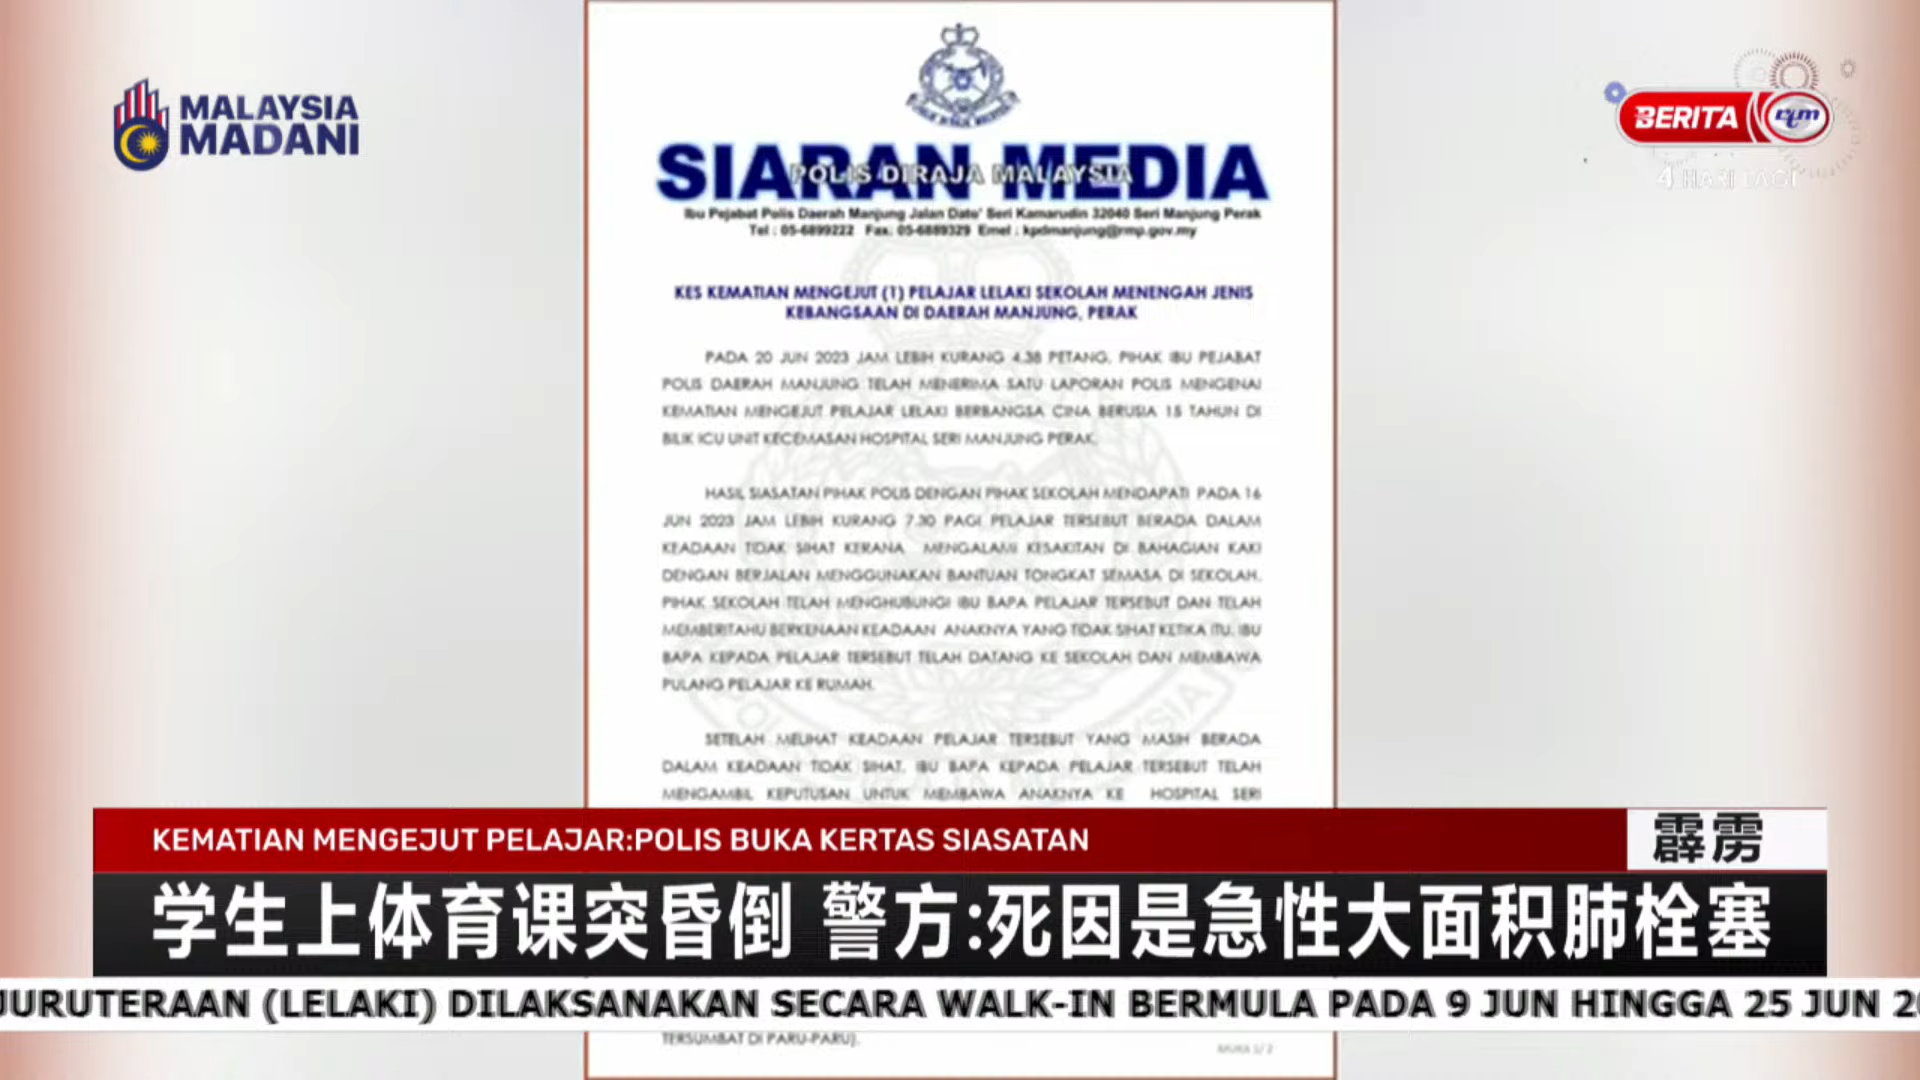 MALAYSIA
MADANI
BERITA rtm
4 HARI LAGI
SIARAN MEDIA
POLIS DIRAJA MALAYSIA
Ibu Pejabat Polis Daerah Manjung Jalan Dato' Seri Kamarudin 32040 Seri Manjung Perak
Tel : 05-6899222 Fax: 05-6889329 Emel : kpdmanjung@rmp.gov.my
KES KEMATIAN MENGEJUT (1) PELAJAR LELAKI SEKOLAH MENENGAH JENIS
KEBANGSAAN DI DAERAH MANJUNG, PERAK
PADA 20 JUN 2023 JAM LEBIH KURANG 4.38 PETANG, PIHAK IBU PEJABAT
POLIS DAERAH MANJUNG TELAH MENERIMA SATU LAPORAN POLIS MENGENAI
KEMATIAN MENGEJUT PELAJAR LELAKI BERBANGSA CINA BERUSIA 15 TAHUN DI
BILIK ICU UNIT KECEMASAN HOSPITAL SERI MANJUNG PERAK.
HASIL SIASATAN PIHAK POLIS DENGAN PIHAK SEKOLAH MENDAPATI PADA 16
JUN 2023 JAM LEBIH KURANG 7.30 PAGI PELAJAR TERSEBUT BERADA DALAM
KEADAAN TIDAK SIHAT KERANA MENGALAMI KESAKITAN DI BAHAGIAN KAKI
DENGAN BERJALAN MENGGUNAKAN BANTUAN TONGKAT SEMASA DI SEKOLAH.
PIHAK SEKOLAH TELAH MENGHUBUNGI IBU BAPA PELAJAR TERSEBUT DAN TELAH
MEMBERITAHU BERKENAAN KEADAAN ANAKNYA YANG TIDAK SIHAT KETIKA ITU. IBU
BAPA KEPADA PELAJAR TERSEBUT TELAH DATANG KE SEKOLAH DAN MEMBAWA
PULANG PELAJAR KE RUMAH.
SETELAH MELIHAT KEADAAN PELAJAR TERSEBUT YANG MASIH BERADA
DALAM KEADAAN TIDAK SIHAT, IBU BAPA KEPADA PELAJAR TERSEBUT TELAH
MENGAMBIL KEPUTUSAN UNTUK MEMBAWA ANAKNYA KE HOSPITAL SERI
KEMATIAN MENGEJUT PELAJAR:POLIS BUKA KERTAS SIASATAN
霹雳
学生上体育课突昏倒 警方:死因是急性大面积肺栓塞
JURUTERAAN (LELAKI) DILAKSANAKAN SECARA WALK-IN BERMULA PADA 9 JUN HINGGA 25 JUN 2
TERSUMBAT DI PARU-PARU).